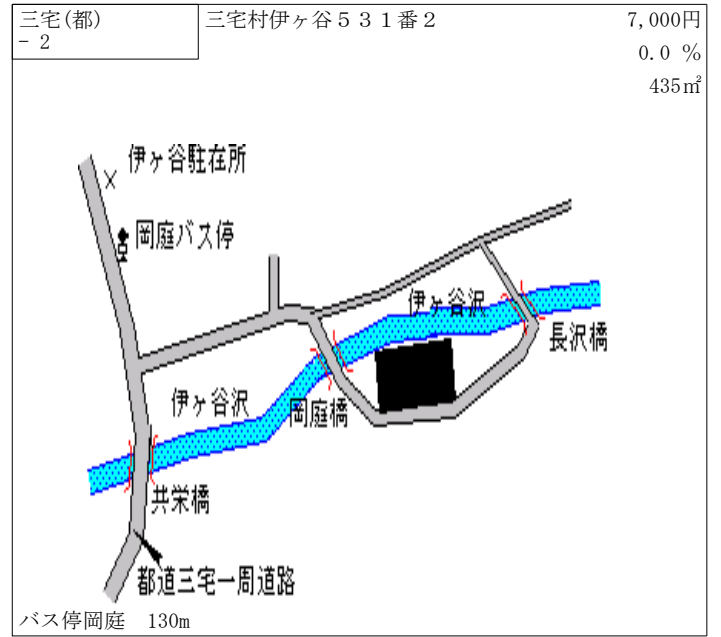 三宅(都)
- 2
三宅村伊ヶ谷５３１番２
7,000円
0.0 %
435㎡
伊ヶ谷駐在所
岡庭バス停
伊ヶ谷沢
長沢橋
伊ヶ谷沢
岡庭橋
共栄橋
都道三宅一周道路
バス停岡庭　130m